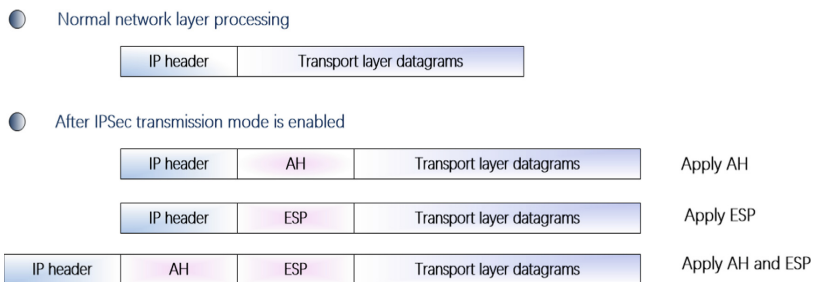 Normal network layer processing
IP header Transport layer datagrams
After IPSec transmission mode is enabled
IP header AH Transport layer datagrams Apply AH
IP header ESP Transport layer datagrams Apply ESP
IP header AH ESP Transport layer datagrams Apply AH and ESP